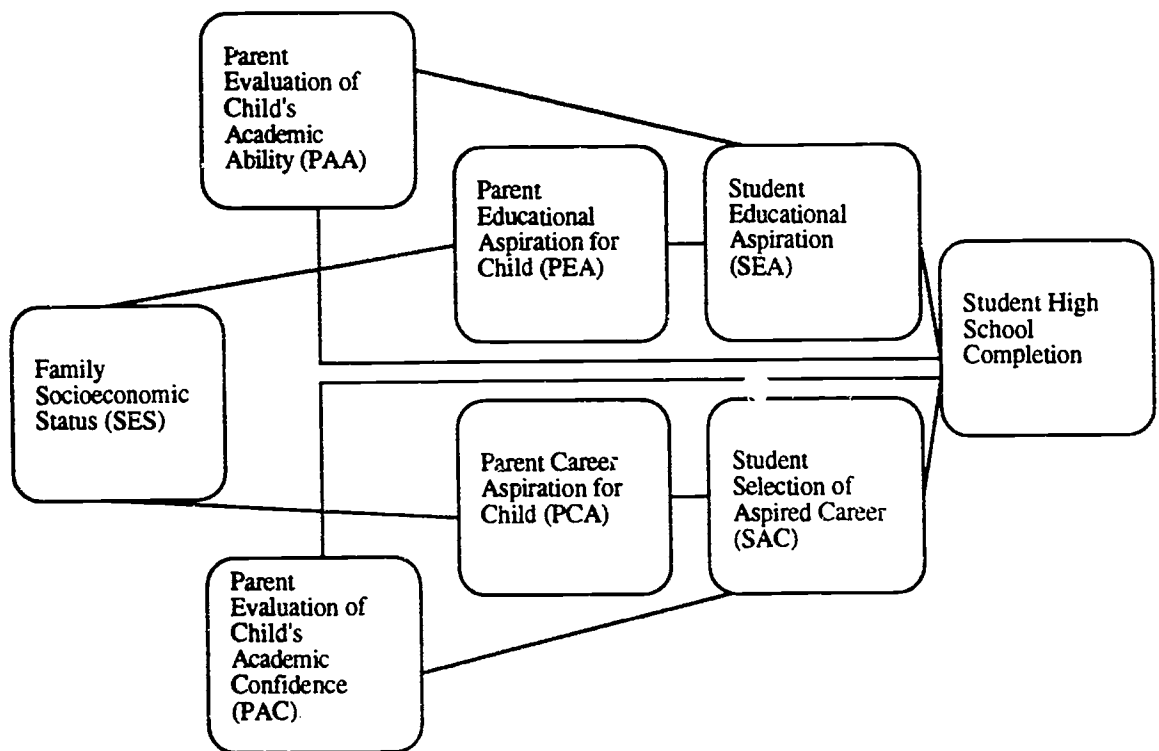 Parent
Evaluation of
Child's
Academic
Ability (PAA)
Parent
Educational
Aspiration for
Child (PEA)
Student
Educational
Aspiration
(SEA)
Student High
School
Completion
Family
Socioeconomic
Status (SES)
Parent Career
Aspiration for
Child (PCA)
Student
Selection of
Aspired Career
(SAC)
Parent
Evaluation of
Child's
Academic
Confidence
(PAC)